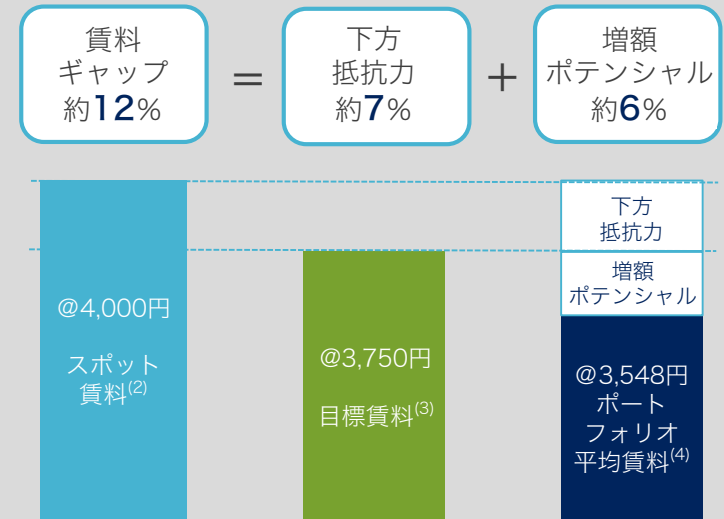 賃料
ギャップ
約12%
=
下方
抵抗力
約7%
+
増額
ポテンシャル
約6%
@4,000円
スポット
賃料(2)
@3,750円
目標賃料(3)
下方
抵抗力
増額
ポテンシャル
@3,548円
ポート
フォリオ
平均賃料(4)